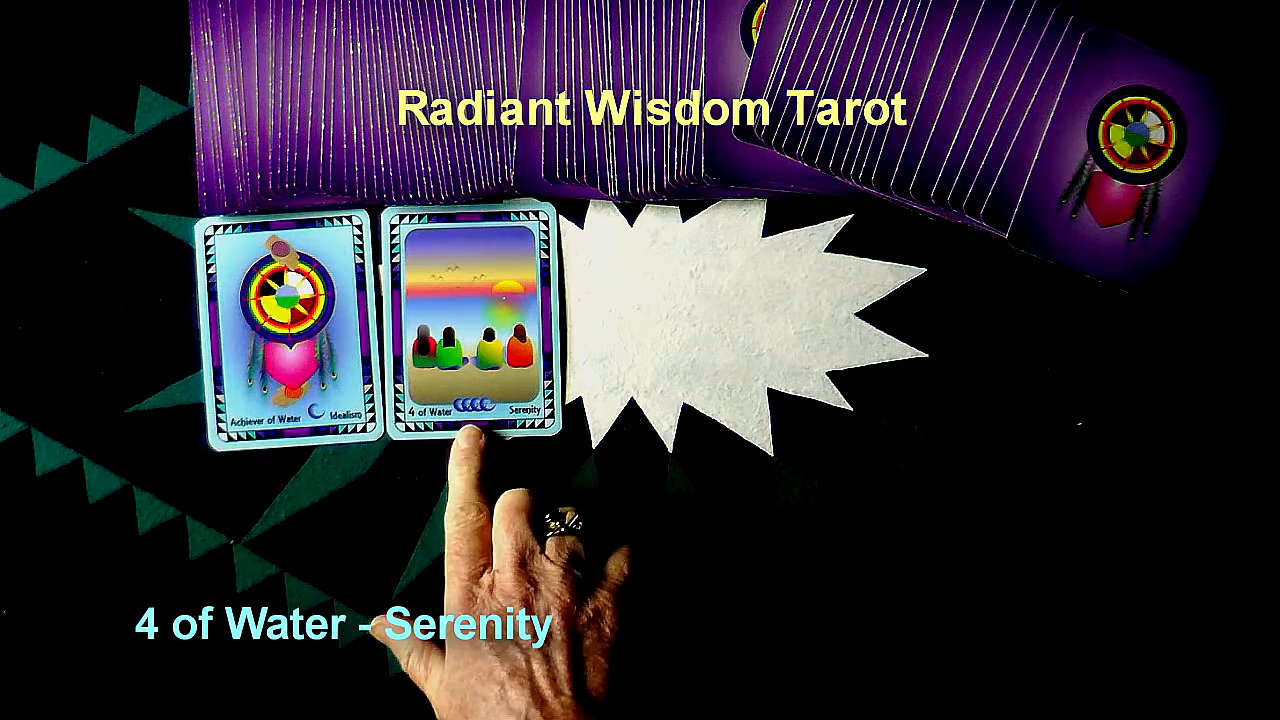 Radiant Wisdom Tarot
Achiever of Water Idealism
4 of Water Serenity
4 of Water - Serenity